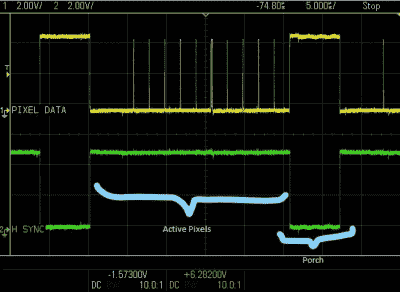 1 2.00V/ 2 2.00V/ -74.80% 5.000%/ Stop
T
1 PIXEL DATA
2 H SYNC
Active Pixels
Porch
-1.57300V +6.28200V
DC 10.0:1 DC 10.0:1